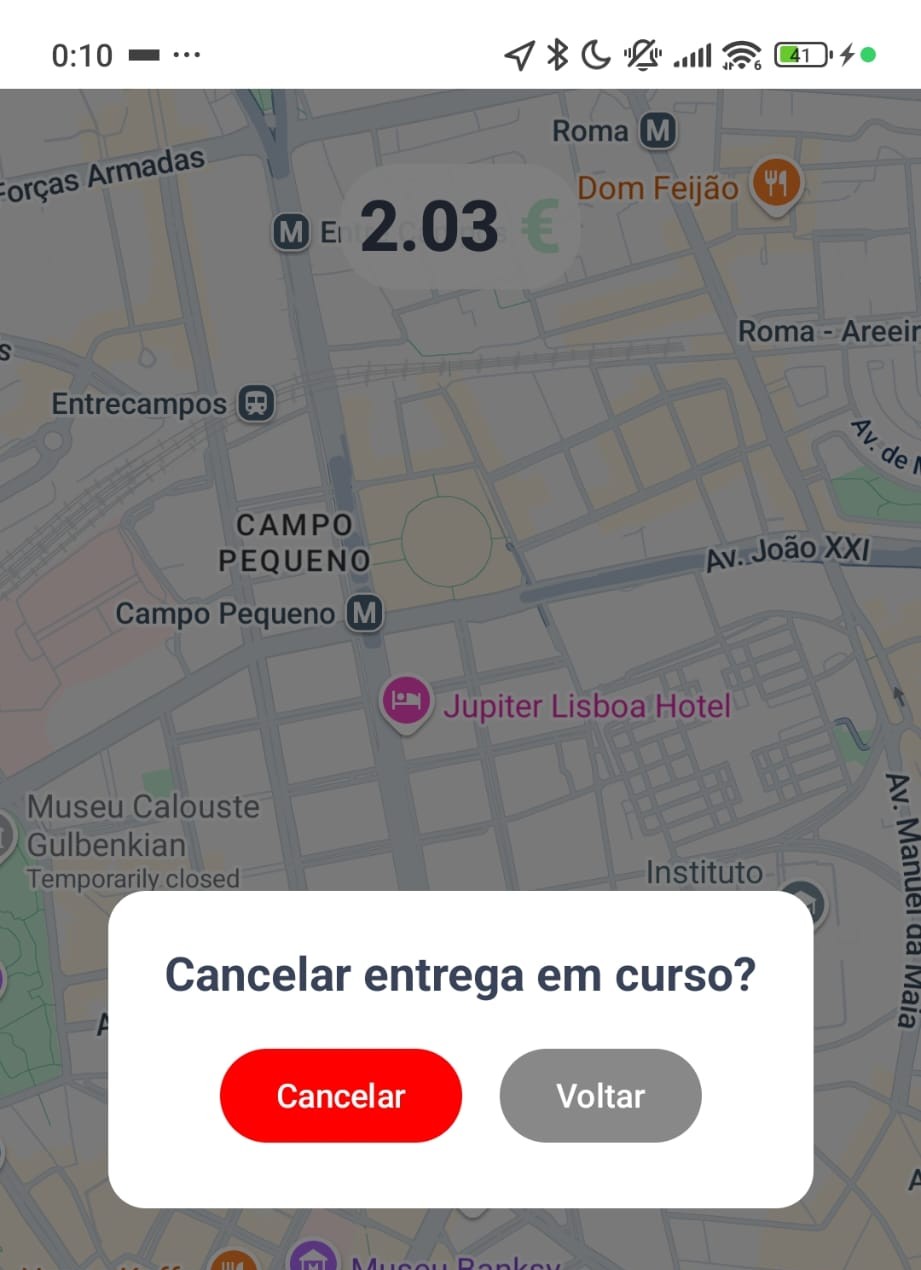 0:10
6
41
Roma M
Forças Armadas
Dom Feijão
M
2.03 €
Roma - Areeir
s
Entrecampos
Av. de
CAMPO
PEQUENO
Av. João XXI
Campo Pequeno M
Jupiter Lisboa Hotel
Museu Calouste
Gulbenkian
Temporarily closed
Av. Manuel da Maia
Instituto
Cancelar entrega em curso?
Cancelar
Voltar
Museu Banksy